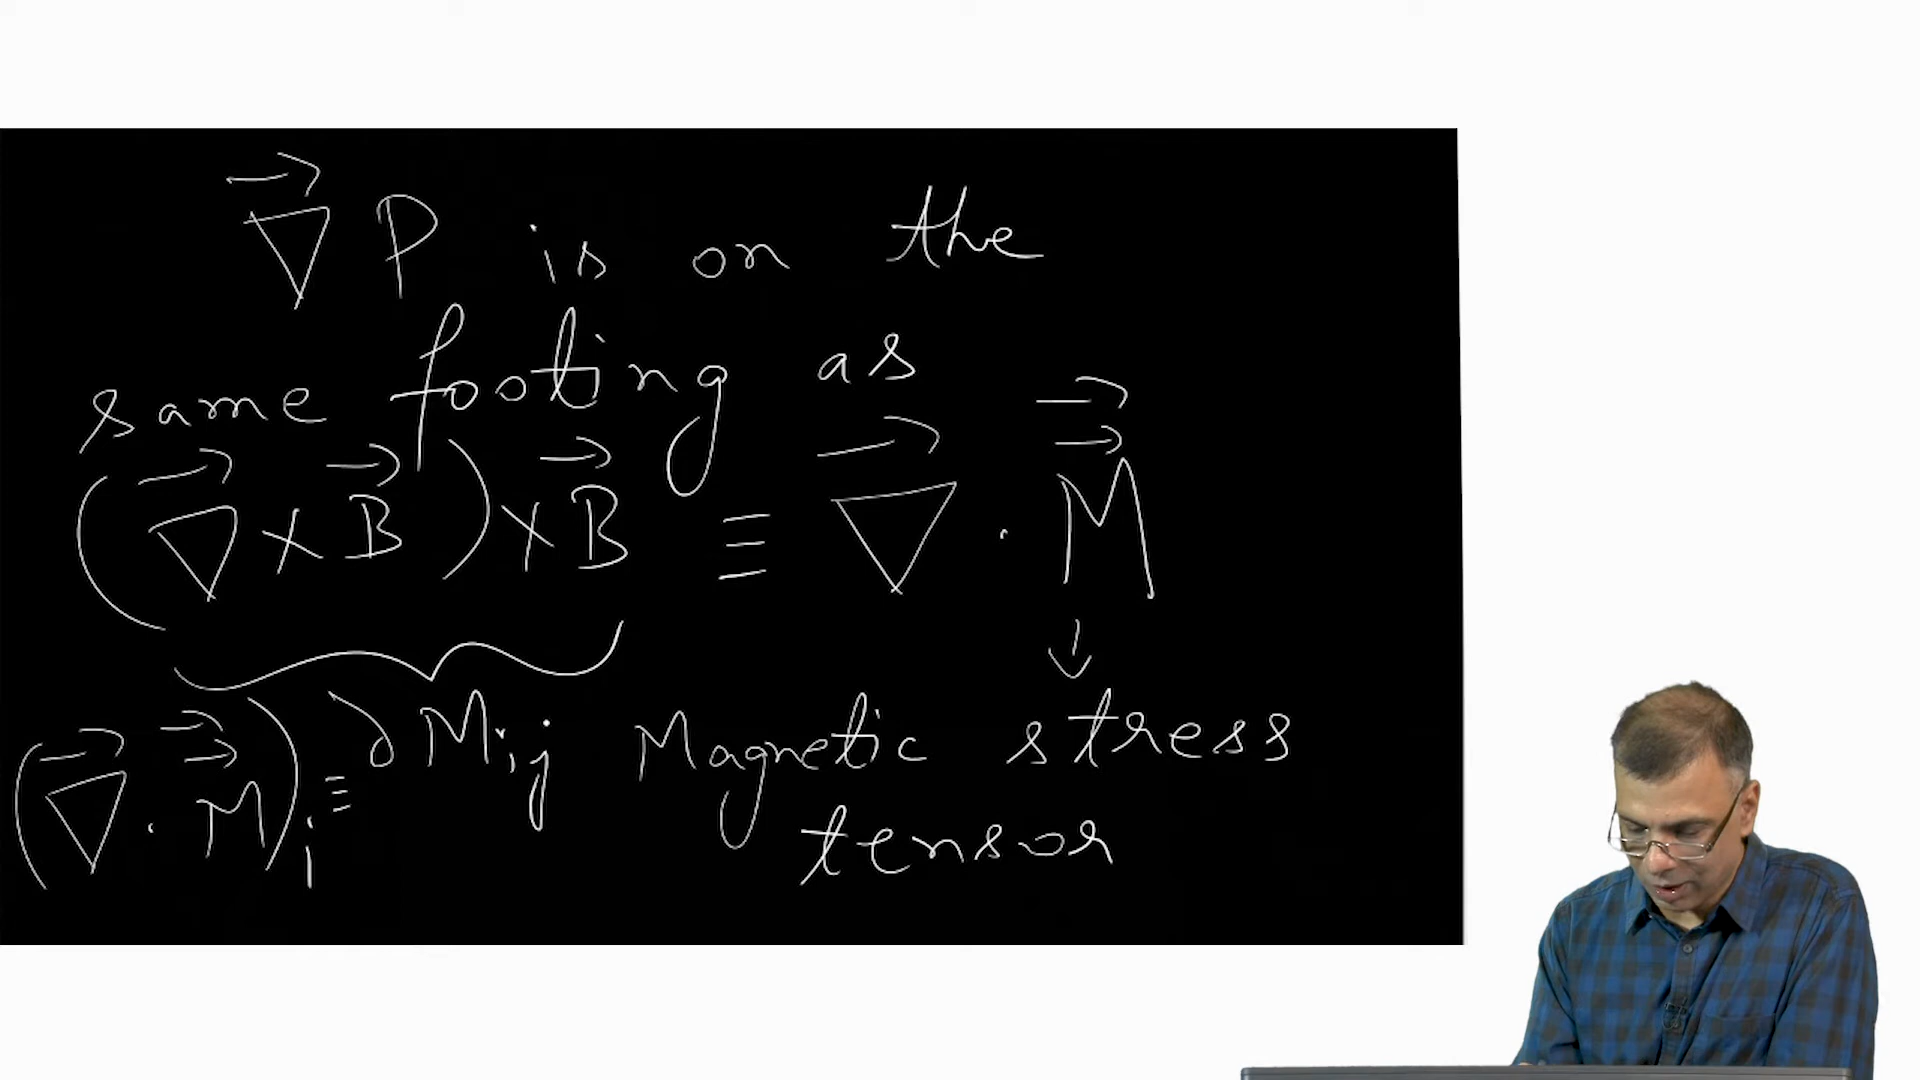 ∇⃗ P is on the
same footing as
(∇⃗ × B⃗) × B⃗ ≡ ∇⃗ · M⃗⃗
↓
(∇⃗ · M⃗⃗)ᵢ ≡ ∂ Mᵢⱼ Magnetic stress
tensor